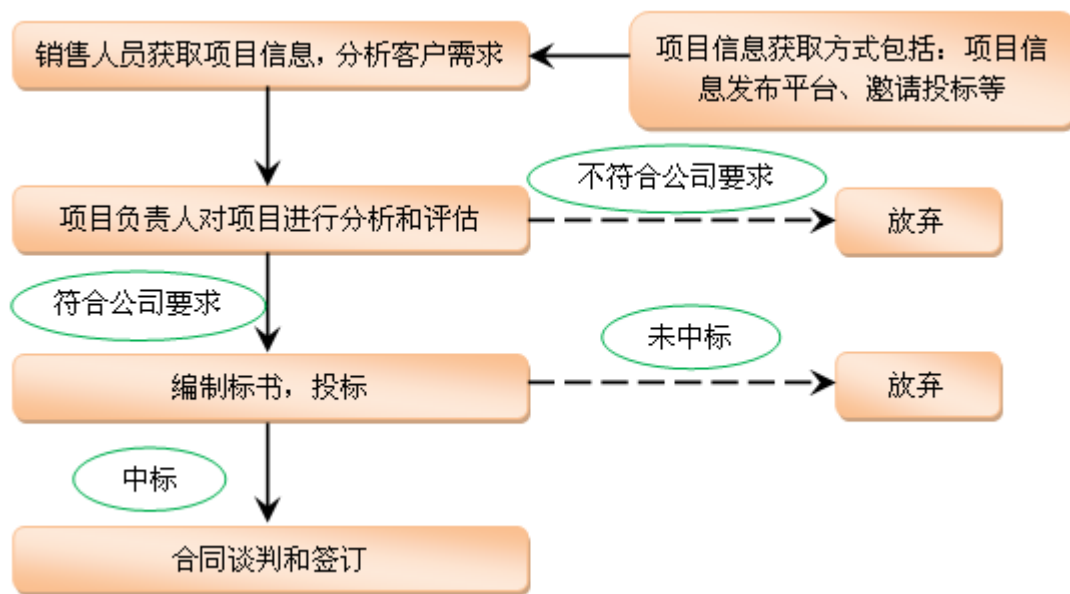 销售人员获取项目信息，分析客户需求
项目信息获取方式包括：项目信
息发布平台、邀请投标等
不符合公司要求
项目负责人对项目进行分析和评估
放弃
符合公司要求
未中标
编制标书，投标
放弃
中标
合同谈判和签订